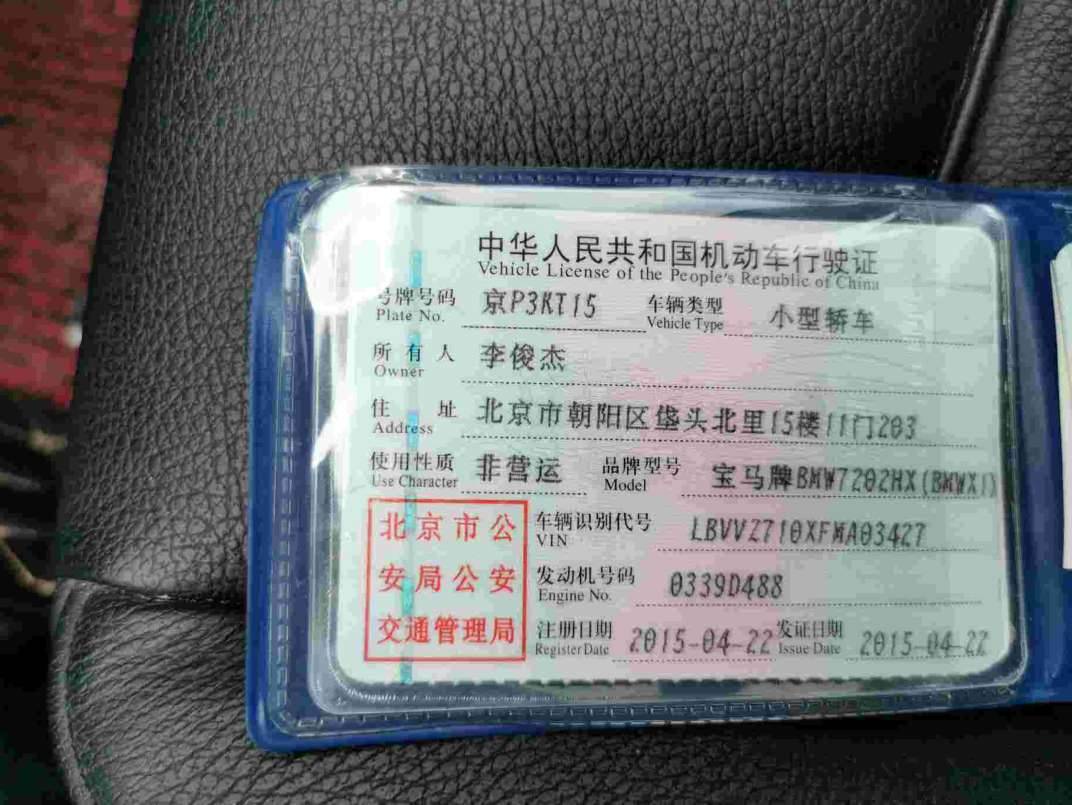 中华人民共和国机动车行驶证
Vehicle License of the People's Republic of China
号牌号码 京P3KT15 车辆类型 小型轿车
Plate No. Vehicle Type
所有人 李俊杰
Owner
住址 北京市朝阳区垡头北里15楼11门203
Address
使用性质 非营运 品牌型号 宝马牌BMW7202HX(BMWX1)
Use Character Model
北京市公
安局公安
交通管理局
车辆识别代号 LBVVZ710XFMA03427
VIN
发动机号码 0339D488
Engine No.
注册日期 2015-04-22 发证日期 2015-04-22
Register Date Issue Date